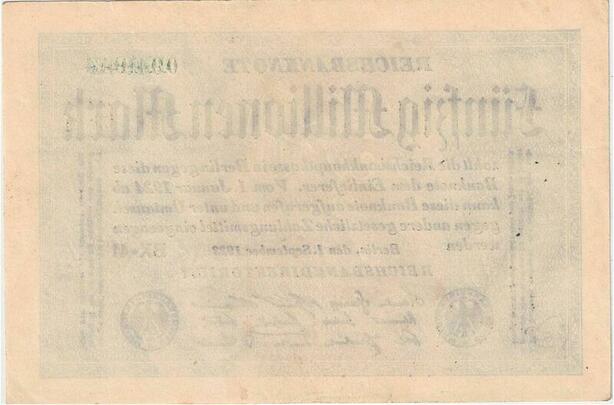 REICHSBANKNOTE
Fünfzig Millionen Mark
zahlt die Reichsbankhauptkasse in Berlin gegen diese
Banknote dem Einlieferer. Vom 1. Januar 1924 ab
kann diese Banknote aufgerufen und unter Umtausch
gegen andere gesetzliche Zahlungsmittel eingezogen
werden
Berlin, den 1. September 1923
REICHSBANKDIREKTORIUM